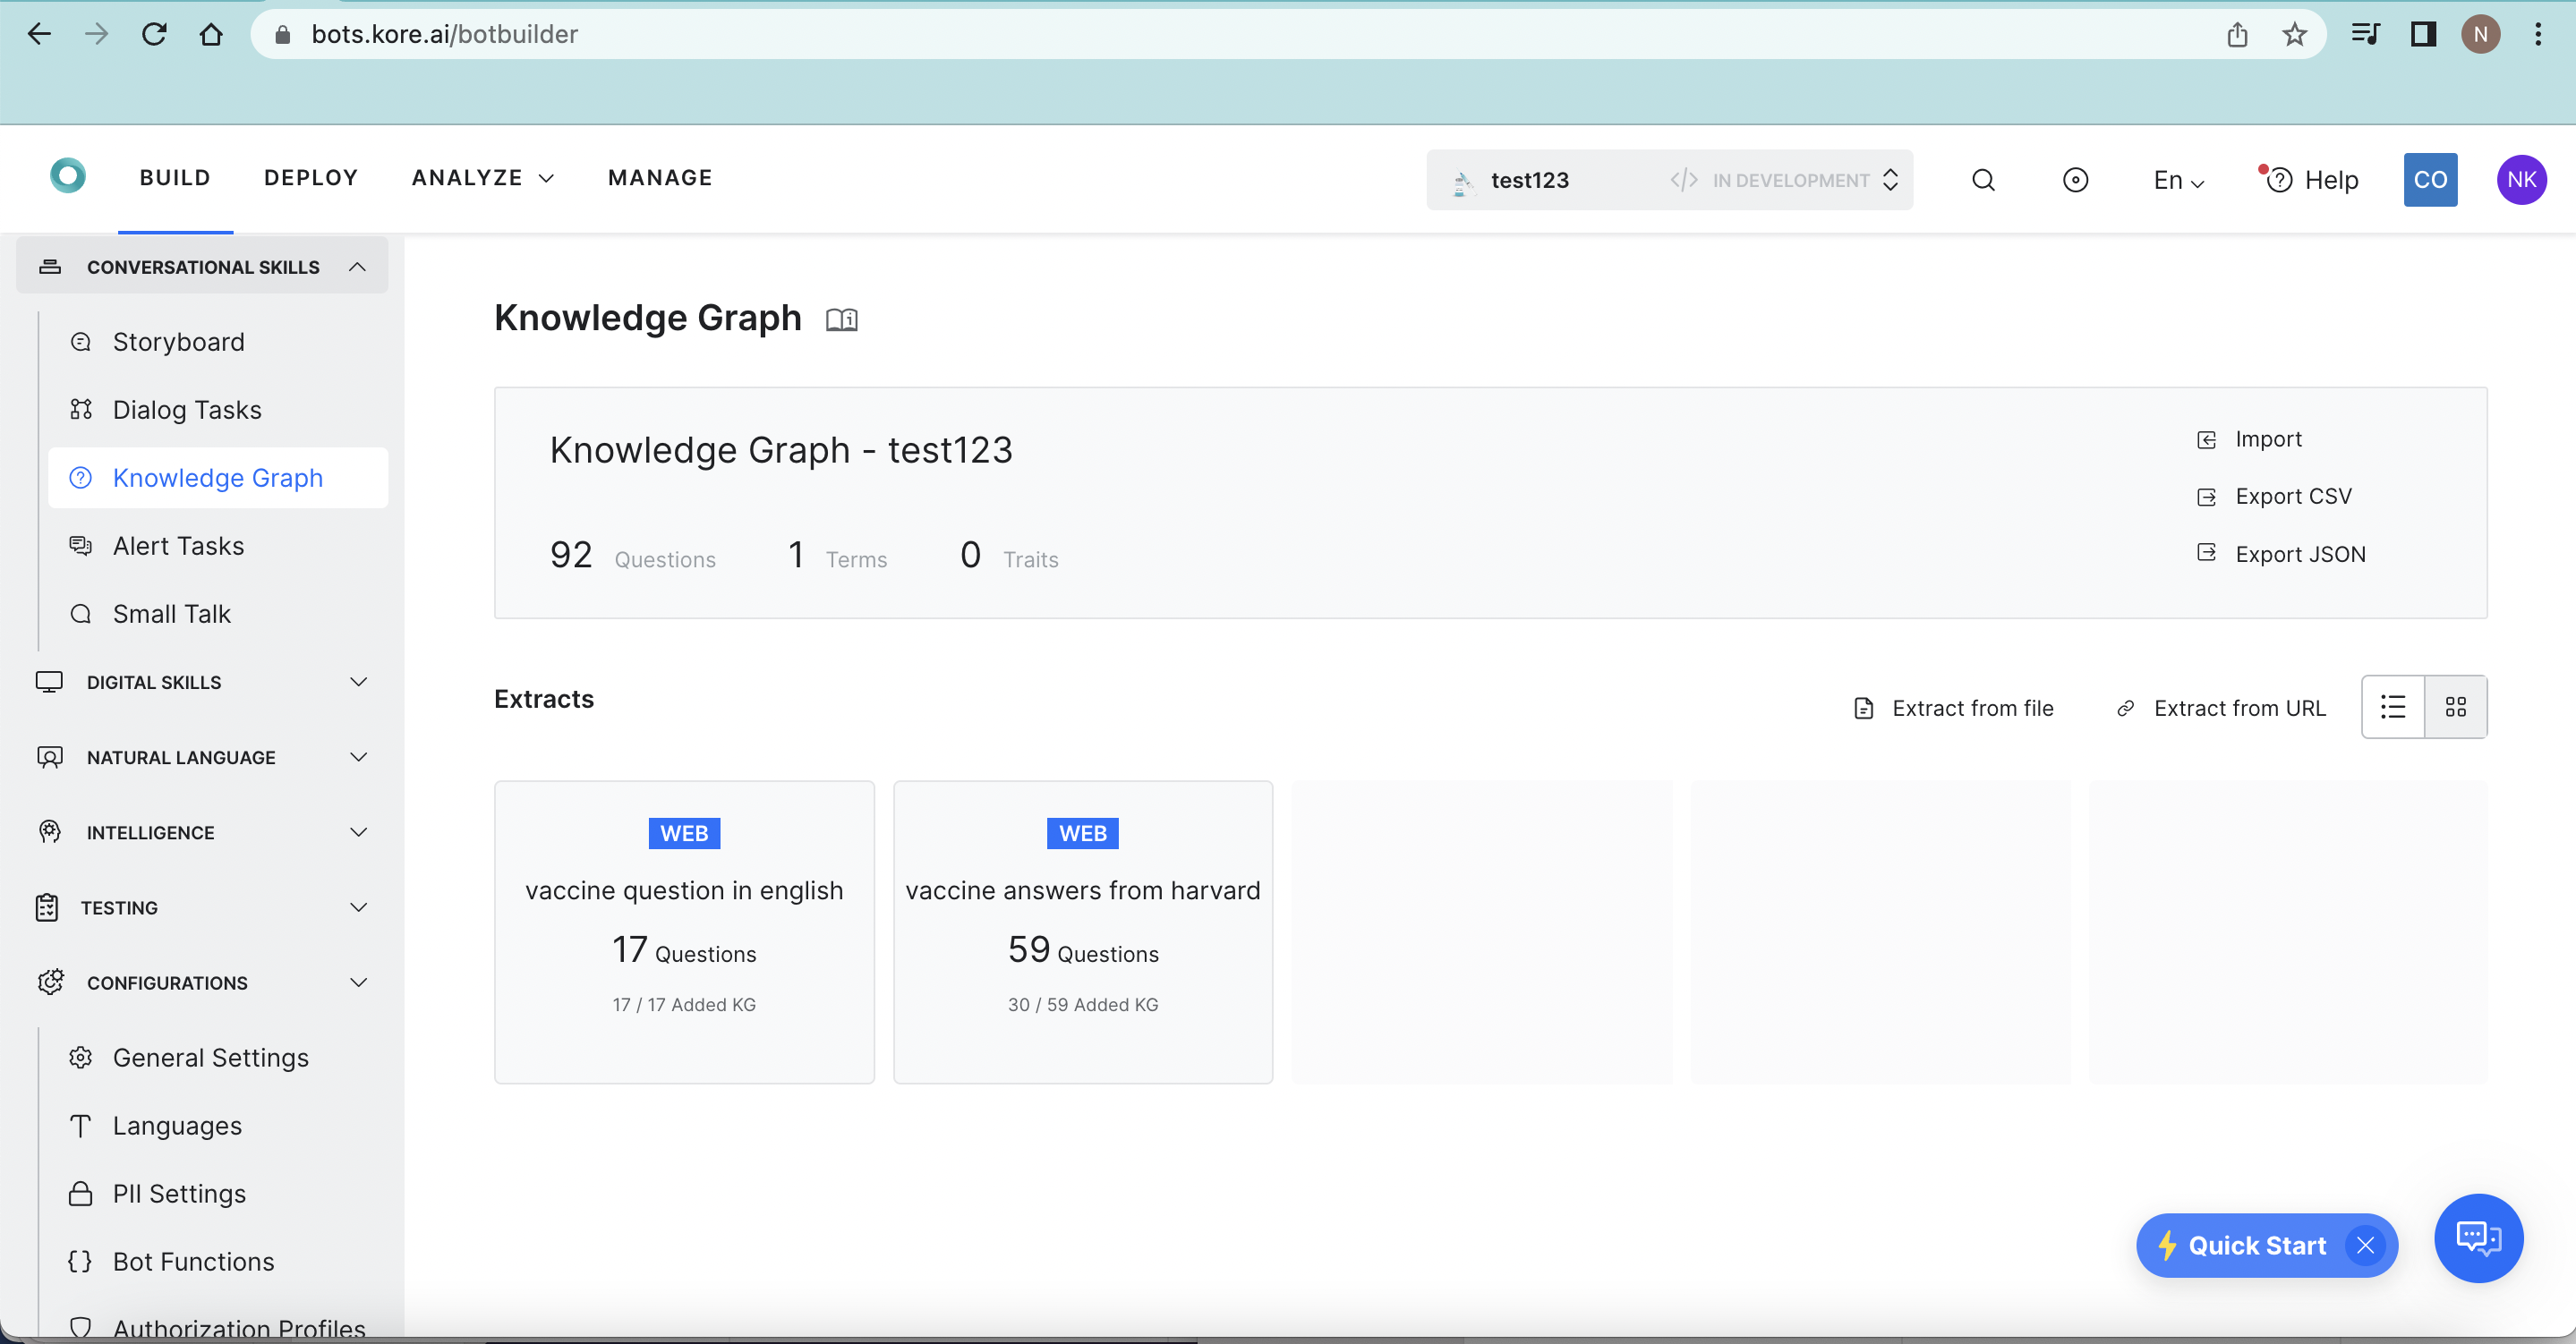 bots.kore.ai/botbuilder
N
BUILD
DEPLOY
ANALYZE
MANAGE
test123
</> IN DEVELOPMENT
En
Help
CO
NK
CONVERSATIONAL SKILLS
Storyboard
Dialog Tasks
Knowledge Graph
Alert Tasks
Small Talk
DIGITAL SKILLS
NATURAL LANGUAGE
INTELLIGENCE
TESTING
CONFIGURATIONS
General Settings
Languages
PII Settings
Bot Functions
Authorization Profiles
Knowledge Graph
Knowledge Graph - test123
92 Questions
1 Terms
0 Traits
Import
Export CSV
Export JSON
Extracts
Extract from file
Extract from URL
WEB
vaccine question in english
17 Questions
17 / 17 Added KG
WEB
vaccine answers from harvard
59 Questions
30 / 59 Added KG
Quick Start